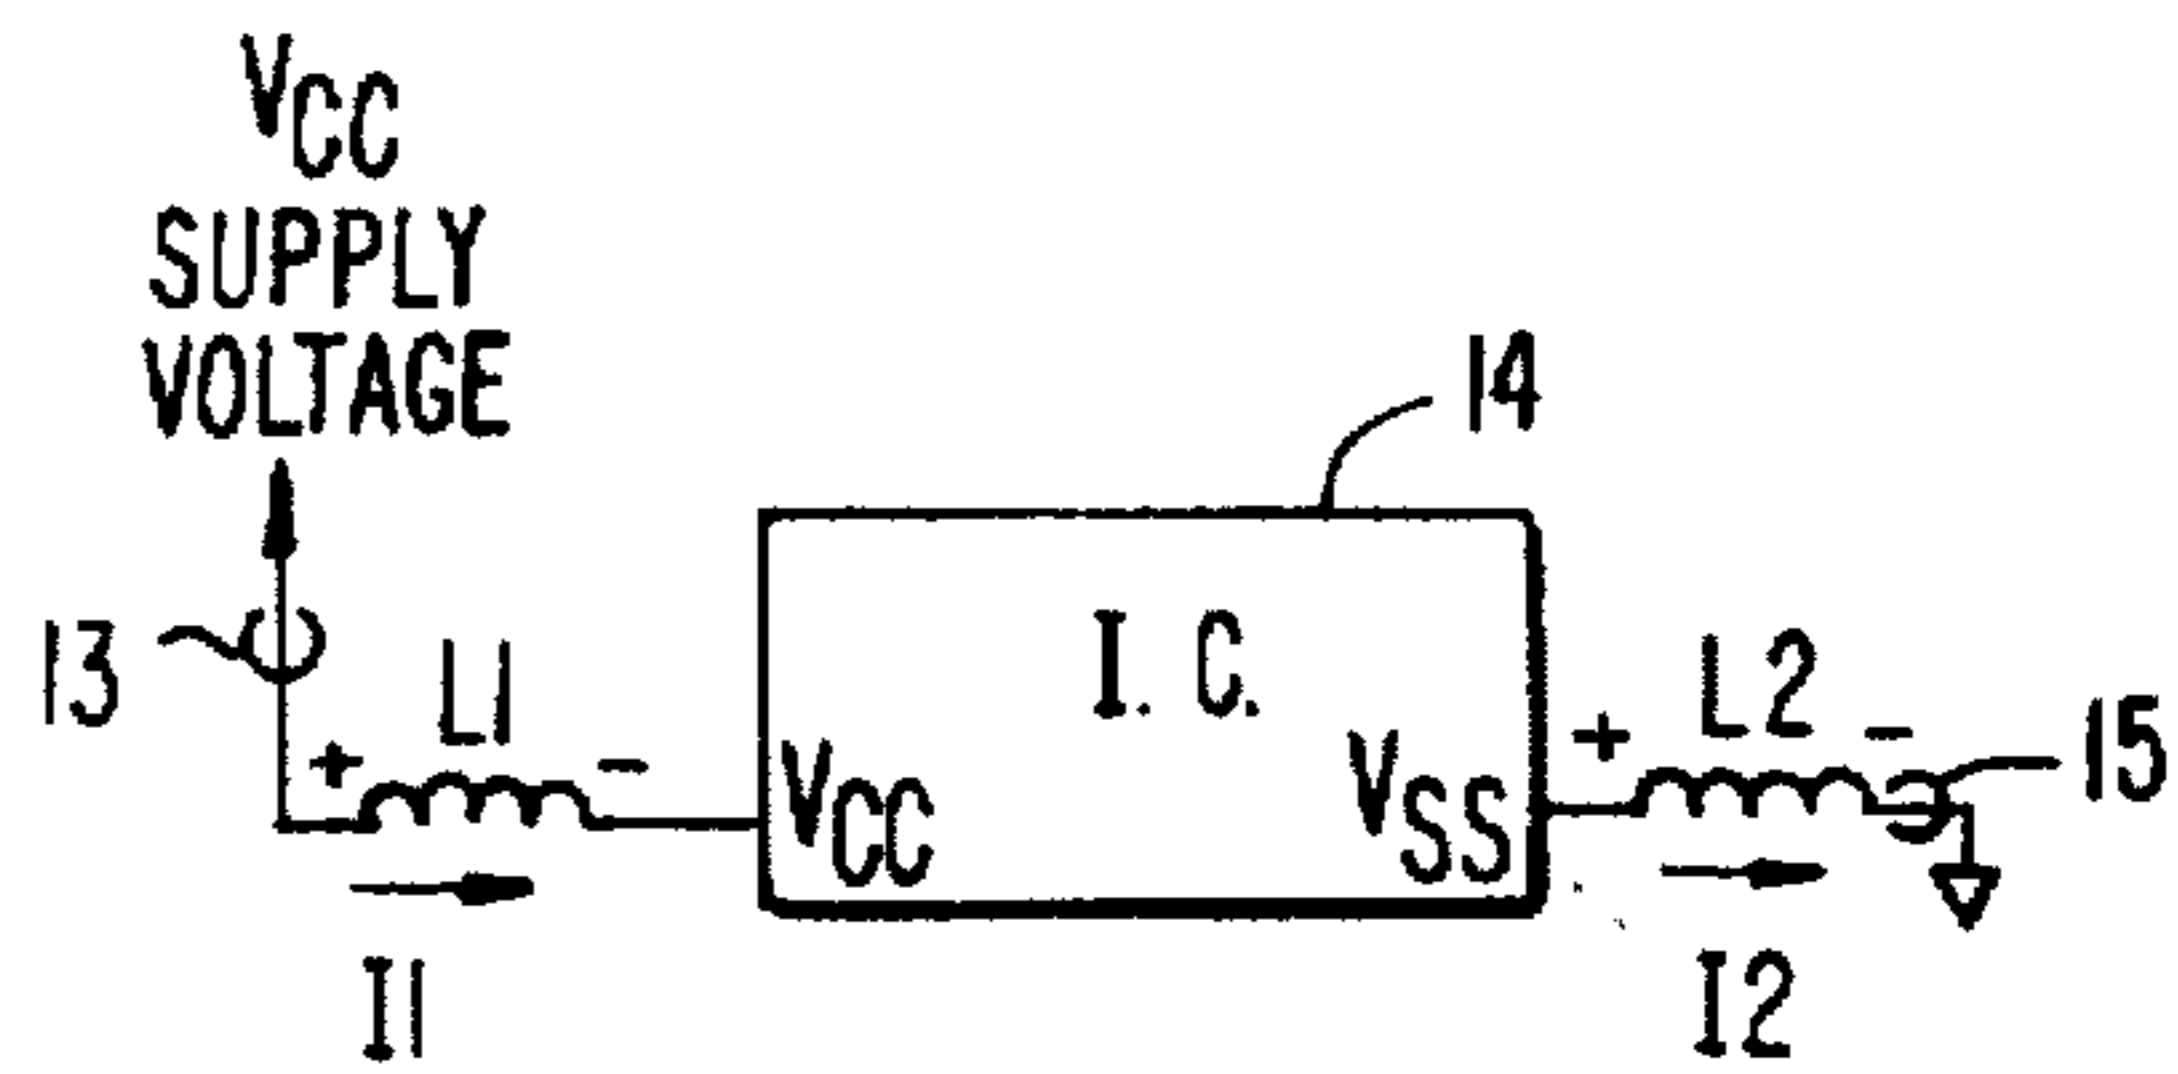 VCC
SUPPLY
VOLTAGE
14
13
L1
I.C.
L2
15
+
-
VCC
VSS
+
-
I1
I2